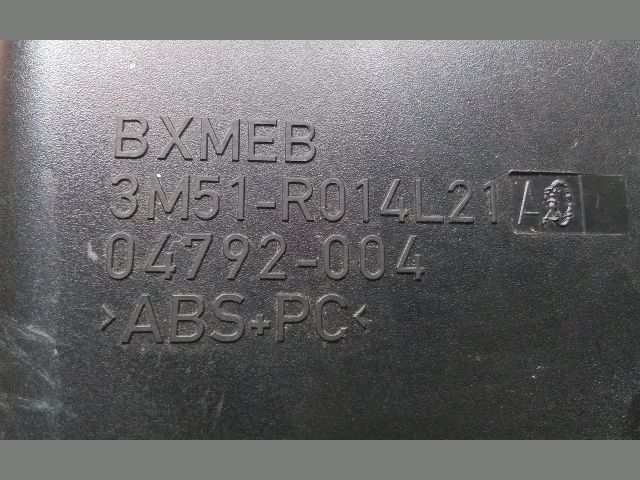 BXMEB
3M51-R014L21 A
04792-004
>ABS+PC<